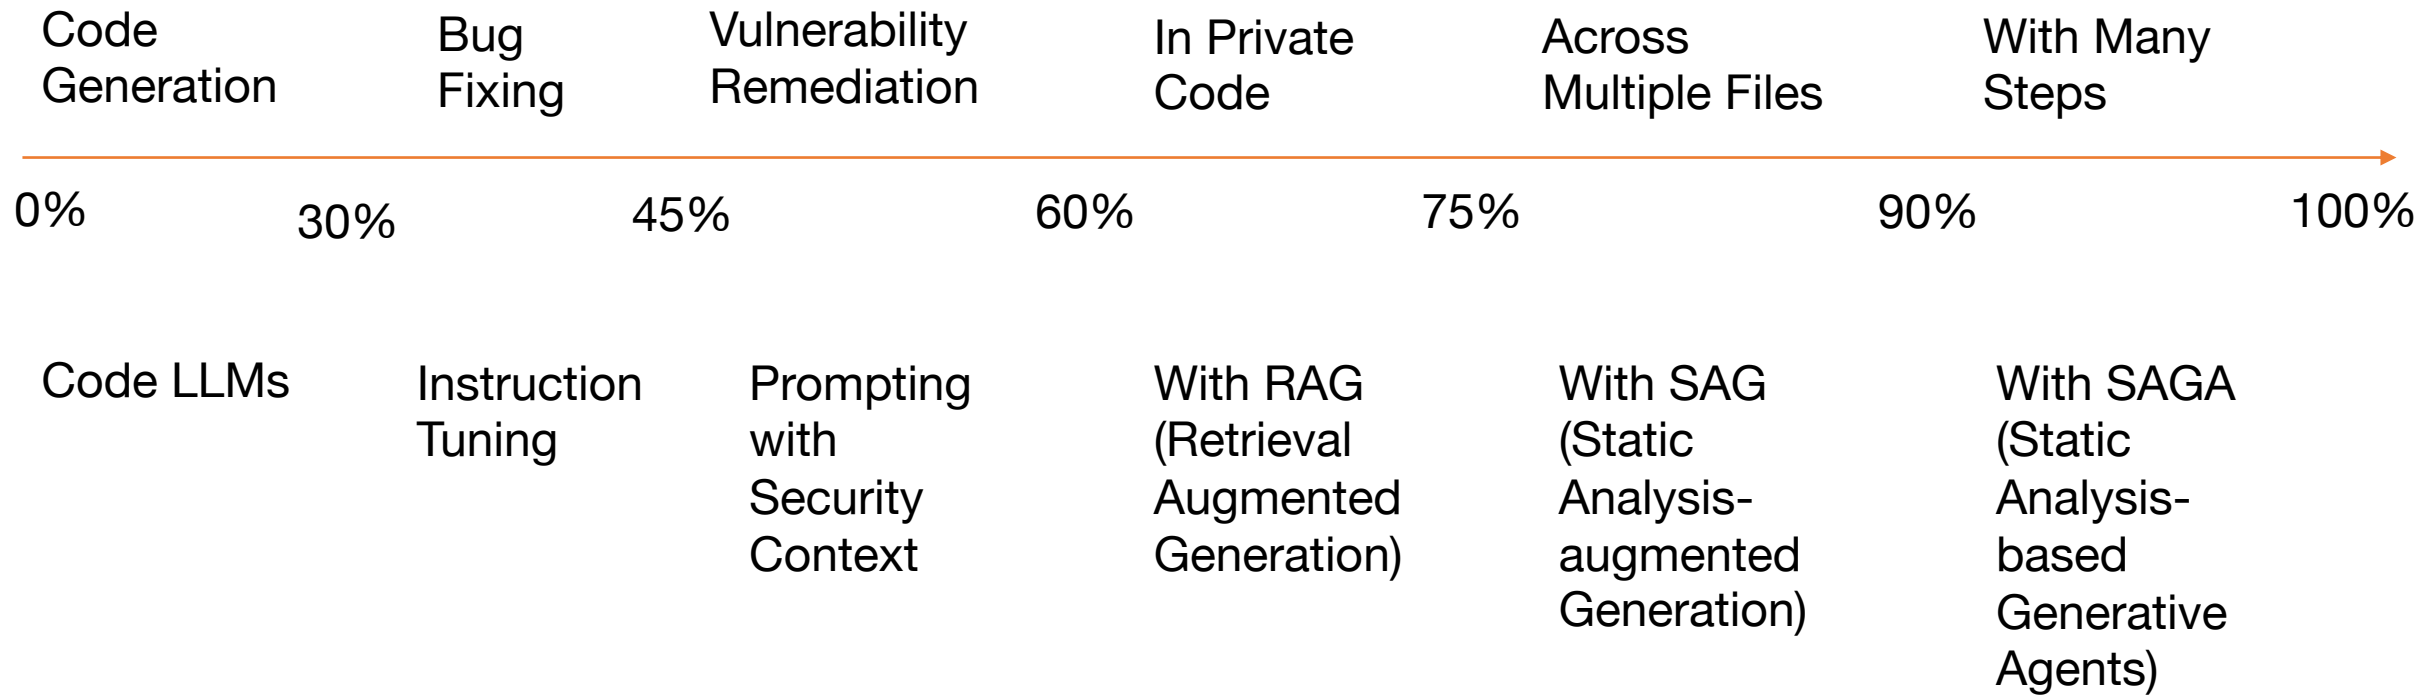 Code
Generation
Bug
Fixing
Vulnerability
Remediation
In Private
Code
Across
Multiple Files
With Many
Steps
0%
30%
45%
60%
75%
90%
100%
Code LLMs
Instruction
Tuning
Prompting
with
Security
Context
With RAG
(Retrieval
Augmented
Generation)
With SAG
(Static
Analysis-
augmented
Generation)
With SAGA
(Static
Analysis-
based
Generative
Agents)